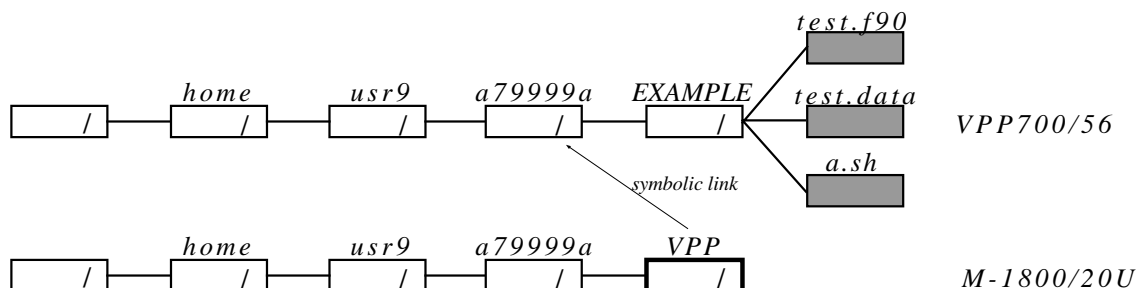 test.f90
home usr9 a79999a EXAMPLE test.data
/ / / / / VPP700/56
a.sh
symbolic link
home usr9 a79999a VPP
/ / / / / M-1800/20U